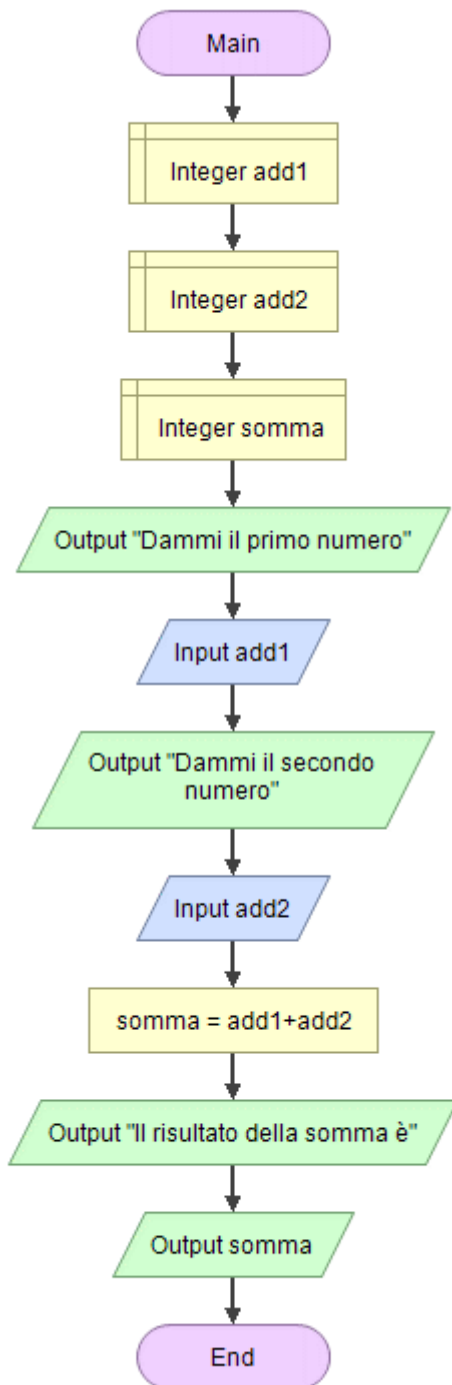 Main
Integer add1
Integer add2
Integer somma
Output "Dammi il primo numero"
Input add1
Output "Dammi il secondo
numero"
Input add2
somma = add1+add2
Output "Il risultato della somma è"
Output somma
End